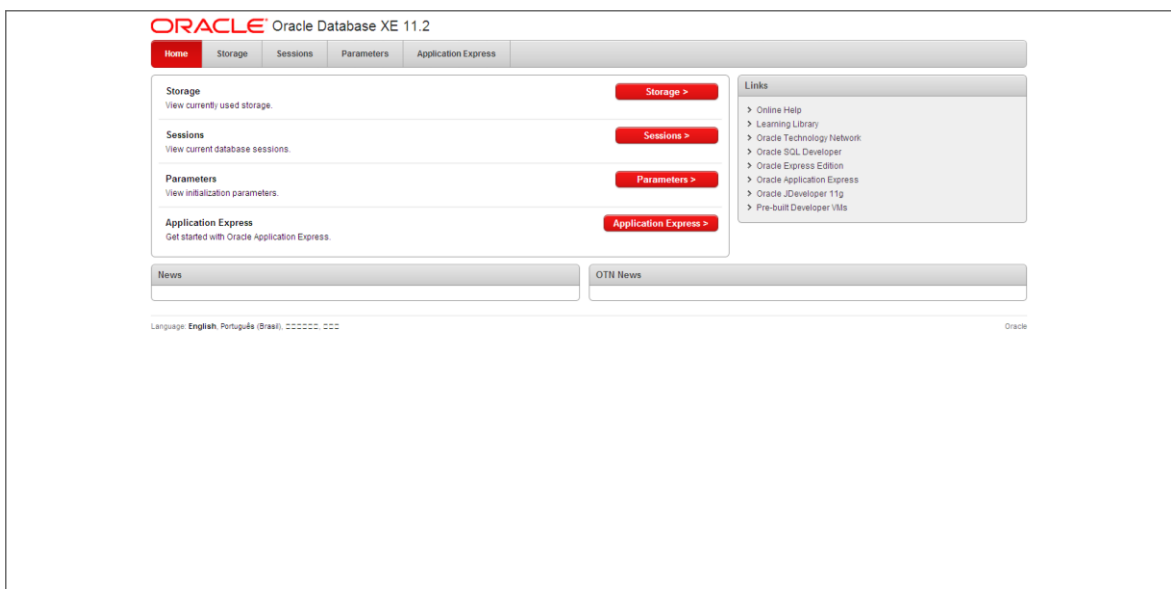 ORACLE Oracle Database XE 11.2
Home Storage Sessions Parameters Application Express
Storage
View currently used storage.
Storage >
Sessions
View current database sessions.
Sessions >
Parameters
View initialization parameters.
Parameters >
Application Express
Get started with Oracle Application Express.
Application Express >
Links
> Online Help
> Learning Library
> Oracle Technology Network
> Oracle SQL Developer
> Oracle Express Edition
> Oracle Application Express
> Oracle JDeveloper 11g
> Pre-built Developer VMs
News
OTN News
Language: English, Português (Brasil),
Oracle